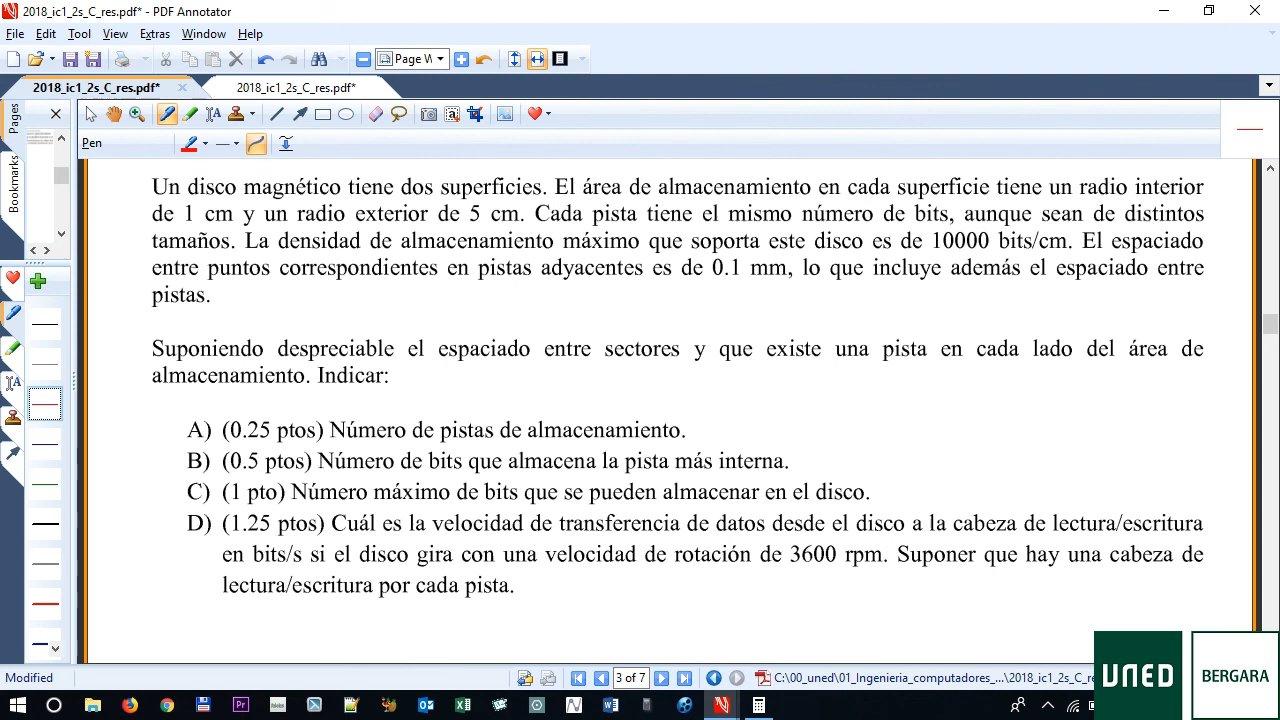 2018_ic1_2s_C_res.pdf* - PDF Annotator
File Edit Tool View Extras Window Help
Page W
2018_ic1_2s_C_res.pdf* 2018_ic1_2s_C_res.pdf*
Pages
Bookmarks
Pen
Un disco magnético tiene dos superficies. El área de almacenamiento en cada superficie tiene un radio interior
de 1 cm y un radio exterior de 5 cm. Cada pista tiene el mismo número de bits, aunque sean de distintos
tamaños. La densidad de almacenamiento máximo que soporta este disco es de 10000 bits/cm. El espaciado
entre puntos correspondientes en pistas adyacentes es de 0.1 mm, lo que incluye además el espaciado entre
pistas.
Suponiendo despreciable el espaciado entre sectores y que existe una pista en cada lado del área de
almacenamiento. Indicar:
A) (0.25 ptos) Número de pistas de almacenamiento.
B) (0.5 ptos) Número de bits que almacena la pista más interna.
C) (1 pto) Número máximo de bits que se pueden almacenar en el disco.
D) (1.25 ptos) Cuál es la velocidad de transferencia de datos desde el disco a la cabeza de lectura/escritura
en bits/s si el disco gira con una velocidad de rotación de 3600 rpm. Suponer que hay una cabeza de
lectura/escritura por cada pista.
Modified
3 of 7
C:\00_uned\01_Ingenieria_computadores_...\2018_ic1_2s_C_res.
UNED
BERGARA